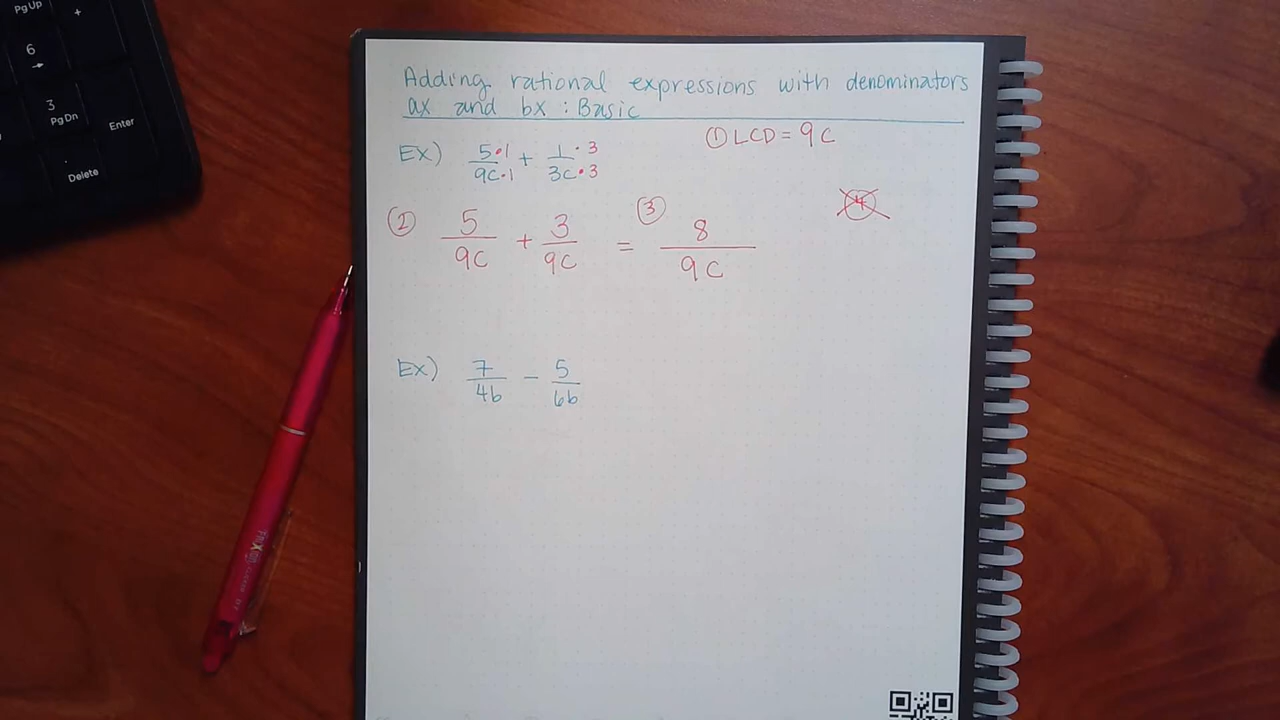 PgUp
+
6
3
PgDn
Enter
.
Delete
Adding rational expressions with denominators
ax and bx : Basic
① LCD = 9c
Ex) 5·1/9c·1 + 1·3/3c·3
④
② 5/9c + 3/9c = ③ 8/9c
Ex) 7/4b − 5/6b